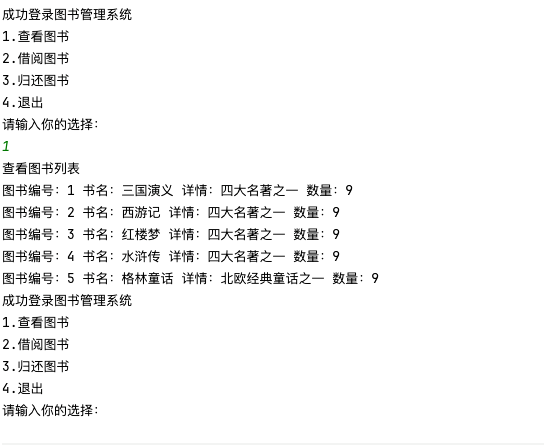 成功登录图书管理系统
1.查看图书
2.借阅图书
3.归还图书
4.退出
请输入你的选择：
1
查看图书列表
图书编号：1 书名：三国演义 详情：四大名著之一 数量：9
图书编号：2 书名：西游记 详情：四大名著之一 数量：9
图书编号：3 书名：红楼梦 详情：四大名著之一 数量：9
图书编号：4 书名：水浒传 详情：四大名著之一 数量：9
图书编号：5 书名：格林童话 详情：北欧经典童话之一 数量：9
成功登录图书管理系统
1.查看图书
2.借阅图书
3.归还图书
4.退出
请输入你的选择：